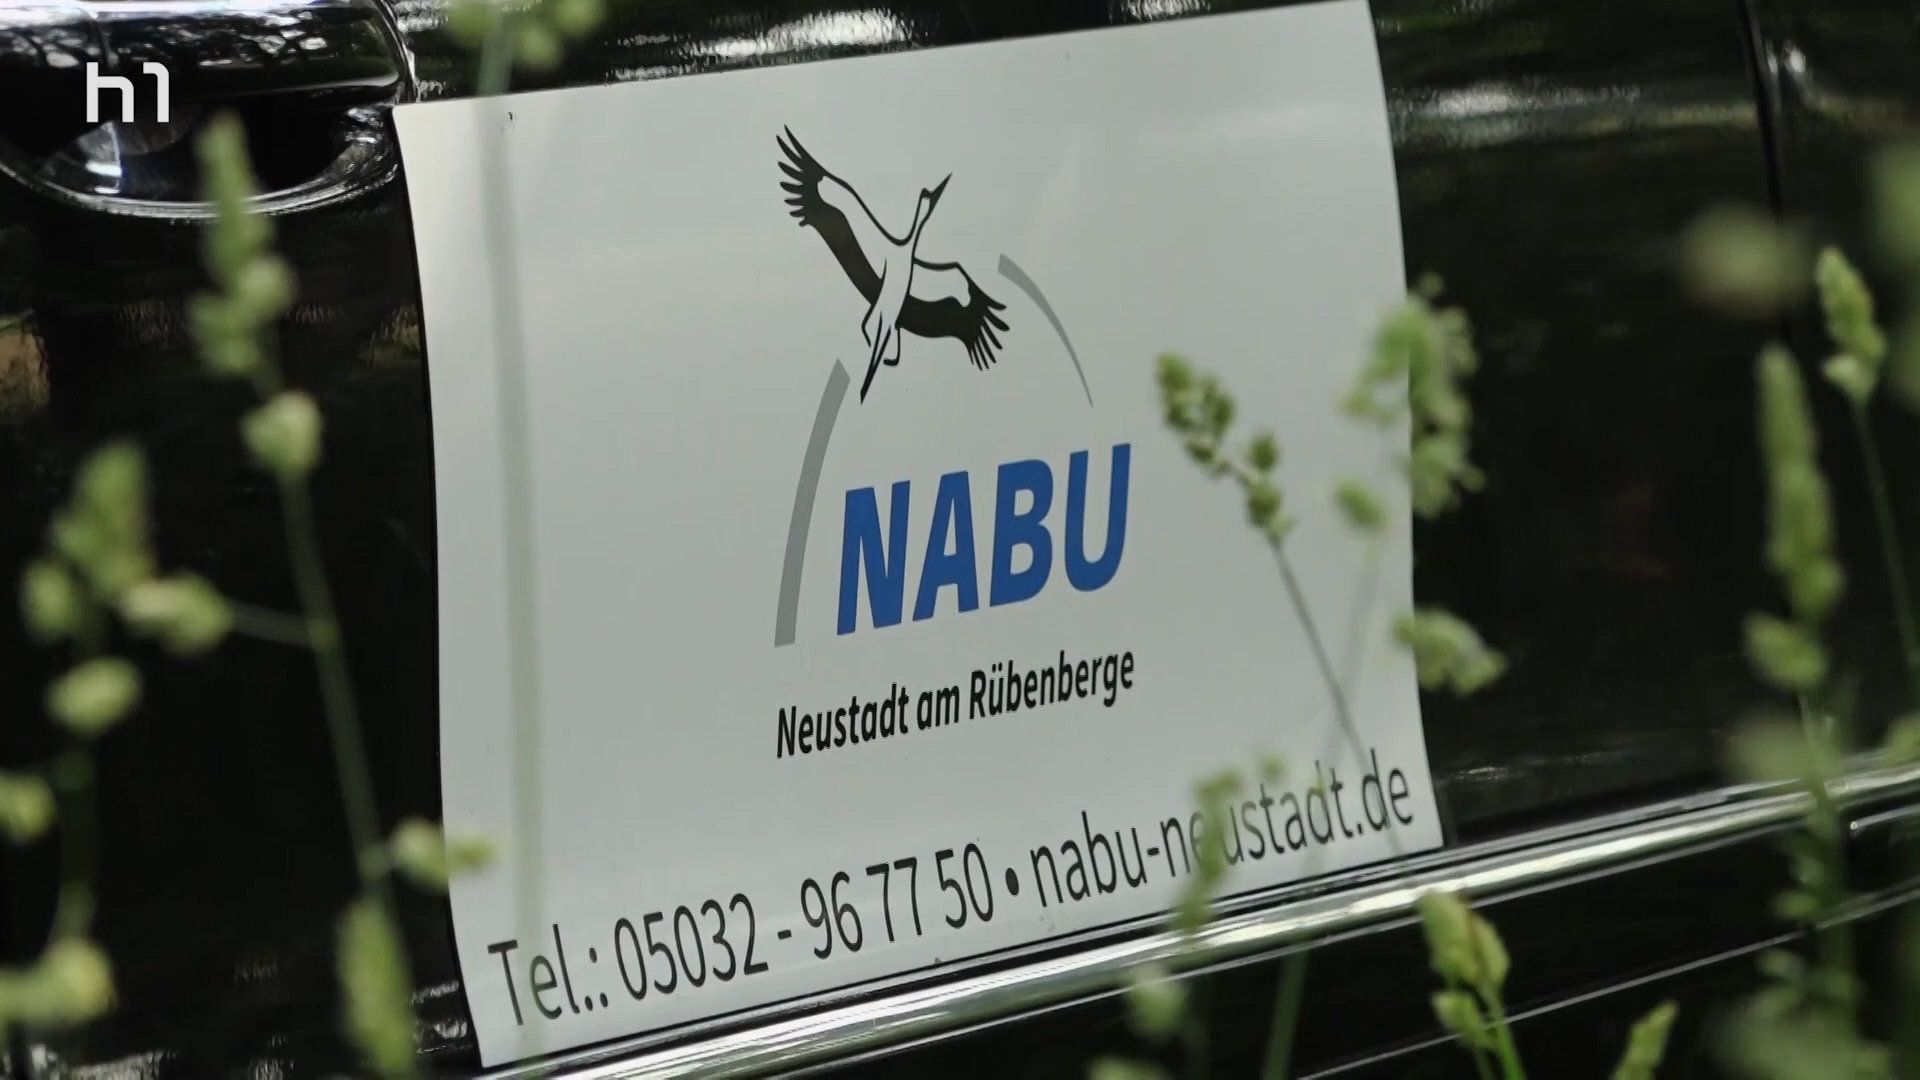 h1
NABU
Neustadt am Rübenberge
Tel.: 05032 - 96 77 50 • nabu-neustadt.de